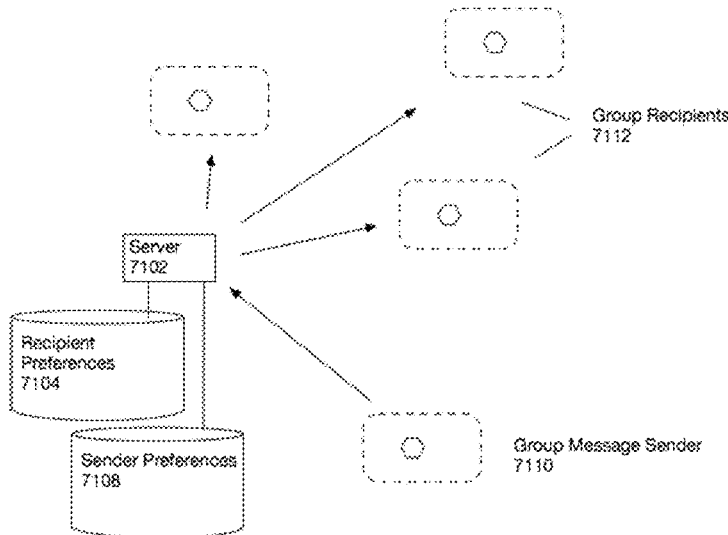 Group Recipients
7112
Server
7102
Recipient
Preferences
7104
Sender Preferences
7108
Group Message Sender
7110